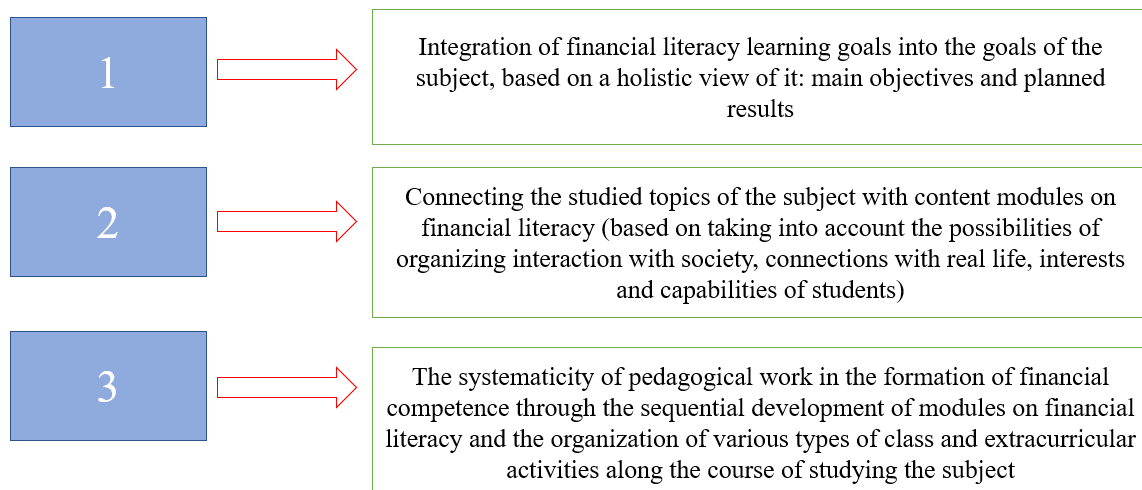 1
Integration of financial literacy learning goals into the goals of the
subject, based on a holistic view of it: main objectives and planned
results
2
Connecting the studied topics of the subject with content modules on
financial literacy (based on taking into account the possibilities of
organizing interaction with society, connections with real life, interests
and capabilities of students)
3
The systematicity of pedagogical work in the formation of financial
competence through the sequential development of modules on financial
literacy and the organization of various types of class and extracurricular
activities along the course of studying the subject